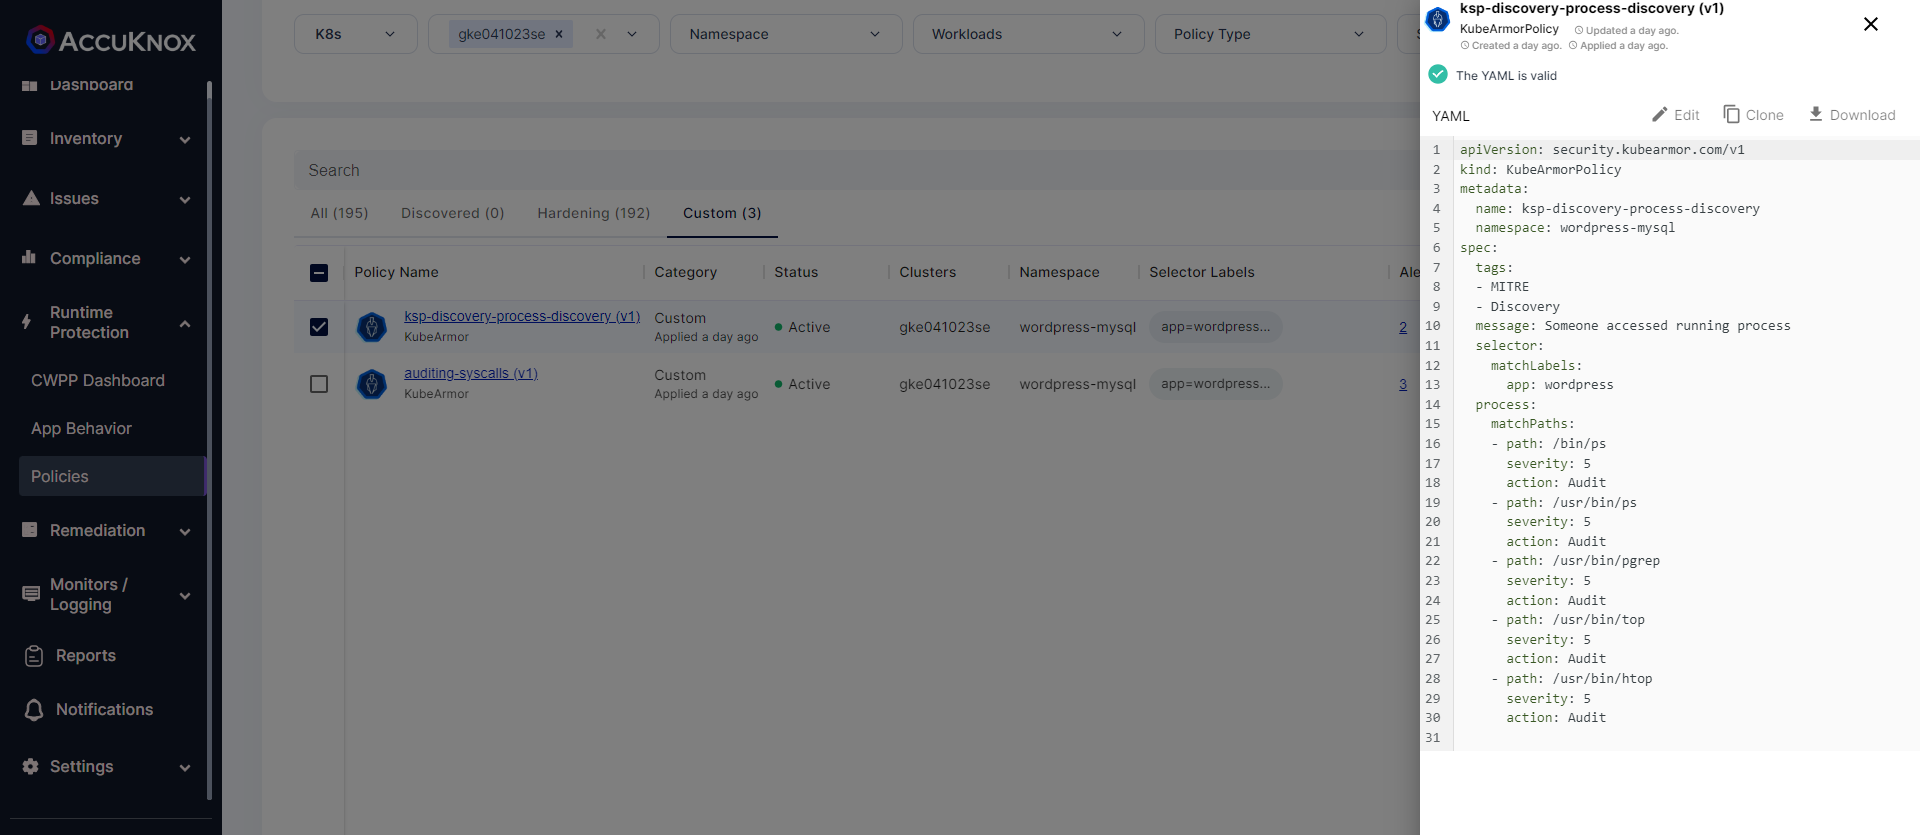 ACCUKNOX
Dashboard
Inventory
Issues
Compliance
Runtime
Protection
CWPP Dashboard
App Behavior
Policies
Remediation
Monitors /
Logging
Reports
Notifications
Settings
K8s
gke041023se ×
Namespace
Workloads
Policy Type
Search
All (195)
Discovered (0)
Hardening (192)
Custom (3)
Policy Name
Category
Status
Clusters
Namespace
Selector Labels
Ale
ksp-discovery-process-discovery (v1)
KubeArmor
Custom
Applied a day ago
Active
gke041023se
wordpress-mysql
app=wordpress...
2
auditing-syscalls (v1)
KubeArmor
Custom
Applied a day ago
Active
gke041023se
wordpress-mysql
app=wordpress...
3
ksp-discovery-process-discovery (v1)
KubeArmorPolicy
Updated a day ago.
Created a day ago.
Applied a day ago.
The YAML is valid
YAML
Edit
Clone
Download
1 apiVersion: security.kubearmor.com/v1
2 kind: KubeArmorPolicy
3 metadata:
4   name: ksp-discovery-process-discovery
5   namespace: wordpress-mysql
6 spec:
7   tags:
8   - MITRE
9   - Discovery
10   message: Someone accessed running process
11   selector:
12     matchLabels:
13       app: wordpress
14   process:
15     matchPaths:
16     - path: /bin/ps
17       severity: 5
18       action: Audit
19     - path: /usr/bin/ps
20       severity: 5
21       action: Audit
22     - path: /usr/bin/pgrep
23       severity: 5
24       action: Audit
25     - path: /usr/bin/top
26       severity: 5
27       action: Audit
28     - path: /usr/bin/htop
29       severity: 5
30       action: Audit
31